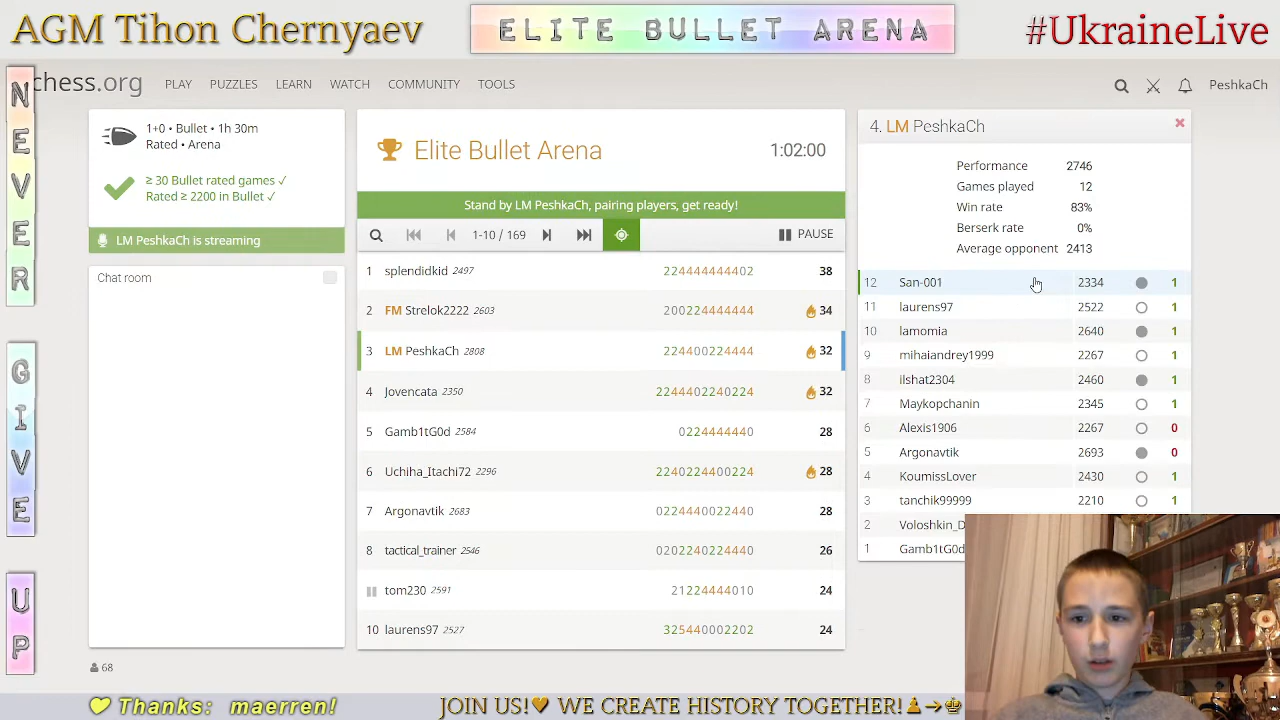 AGM Tihon Chernyaev
ELITE BULLET ARENA
#UkraineLive
NEVER
GIVE
UP
chess.org PLAY PUZZLES LEARN WATCH COMMUNITY TOOLS PeshkaCh
1+0 • Bullet • 1h 30m
Rated • Arena
≥ 30 Bullet rated games ✓
Rated ≥ 2200 in Bullet ✓
LM PeshkaCh is streaming
Chat room
68
Elite Bullet Arena 1:02:00
Stand by LM PeshkaCh, pairing players, get ready!
1-10 / 169 PAUSE
1 splendidkid 2497 224444444402 38
2 FM Strelok2222 2603 200224444444 34
3 LM PeshkaCh 2808 224400224444 32
4 Jovencata 2350 2244402240224 32
5 Gamb1tG0d 2584 0224444440 28
6 Uchiha_Itachi72 2296 2240224400224 28
7 Argonavtik 2683 0224440022440 28
8 tactical_trainer 2546 0202240224440 26
tom230 2591 21224444010 24
10 laurens97 2527 325440002202 24
4. LM PeshkaCh
Performance 2746
Games played 12
Win rate 83%
Berserk rate 0%
Average opponent 2413
12 San-001 2334 1
11 laurens97 2522 1
10 lamomia 2640 1
9 mihaiandrey1999 2267 1
8 ilshat2304 2460 1
7 Maykopchanin 2345 1
6 Alexis1906 2267 0
5 Argonavtik 2693 0
4 KoumissLover 2430 1
3 tanchik99999 2210 1
2 Voloshkin_D
1 Gamb1tG0d
Thanks: maerren!
JOIN US! WE CREATE HISTORY TOGETHER!